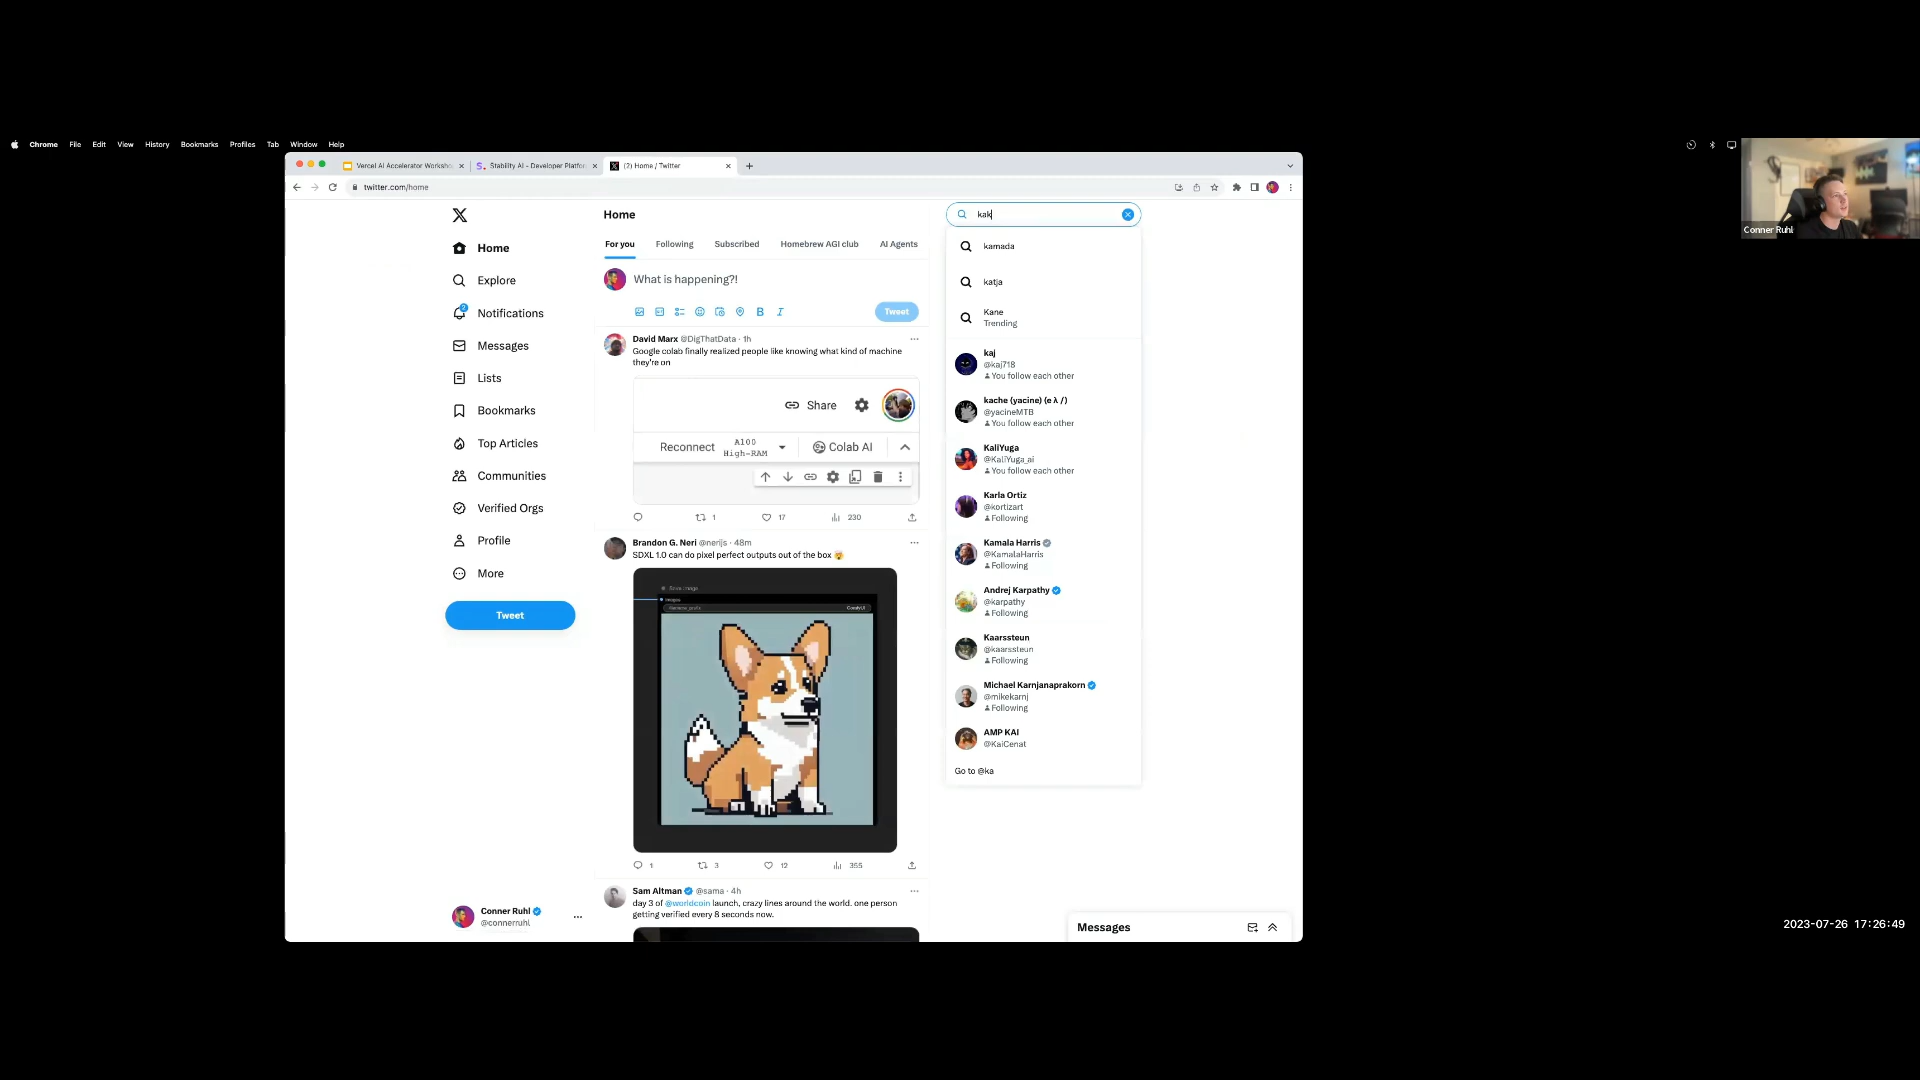 Chrome File Edit View History Bookmarks Profiles Tab Window Help
Vercel AI Accelerator Worksho
Stability AI - Developer Platfor
(2) Home / Twitter
twitter.com/home
Home
Explore
2
Notifications
Messages
Lists
Bookmarks
Top Articles
Communities
Verified Orgs
Profile
More
Tweet
Conner Ruhl
@connerruhl
Home
For you Following Subscribed Homebrew AGI club AI Agents
What is happening?!
B I
Tweet
David Marx @DigThatData · 1h
Google colab finally realized people like knowing what kind of machine
they're on
Share
Reconnect A100
High-RAM
Colab AI
1 17 230
Brandon G. Neri @nerijs · 48m
SDXL 1.0 can do pixel perfect outputs out of the box 🤯
Save Image
images
filename_prefix ComfyUI
1 3 12 355
Sam Altman @sama · 4h
day 3 of @worldcoin launch, crazy lines around the world. one person
getting verified every 8 seconds now.
kak
kamada
katja
Kane
Trending
kaj
@kaj718
You follow each other
kache (yacine) (e λ /)
@yacineMTB
You follow each other
KaliYuga
@KaliYuga_ai
You follow each other
Karla Ortiz
@kortizart
Following
Kamala Harris
@KamalaHarris
Following
Andrej Karpathy
@karpathy
Following
Kaarssteun
@kaarssteun
Following
Michael Karnjanaprakorn
@mikekarnj
Following
AMP KAI
@KaiCenat
Go to @ka
Messages
Conner Ruhl
2023-07-26 17:26:49